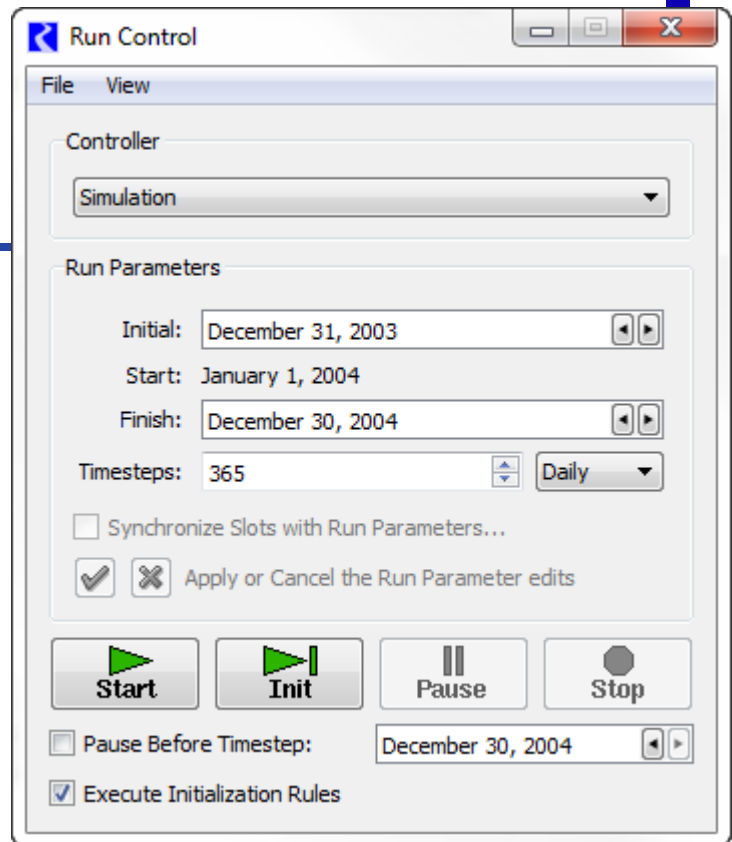 Run Control
File View
Controller
Simulation
Run Parameters
Initial: December 31, 2003
Start: January 1, 2004
Finish: December 30, 2004
Timesteps: 365 Daily
Synchronize Slots with Run Parameters...
Apply or Cancel the Run Parameter edits
Start Init Pause Stop
Pause Before Timestep: December 30, 2004
Execute Initialization Rules